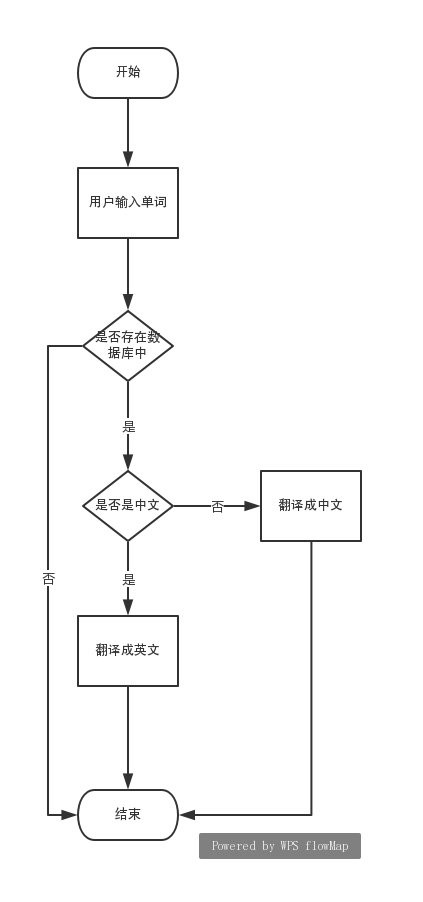 开始
用户输入单词
是否存在数
据库中
是
是否是中文
否
翻译成中文
否
是
翻译成英文
结束
Powered by WPS flowMap